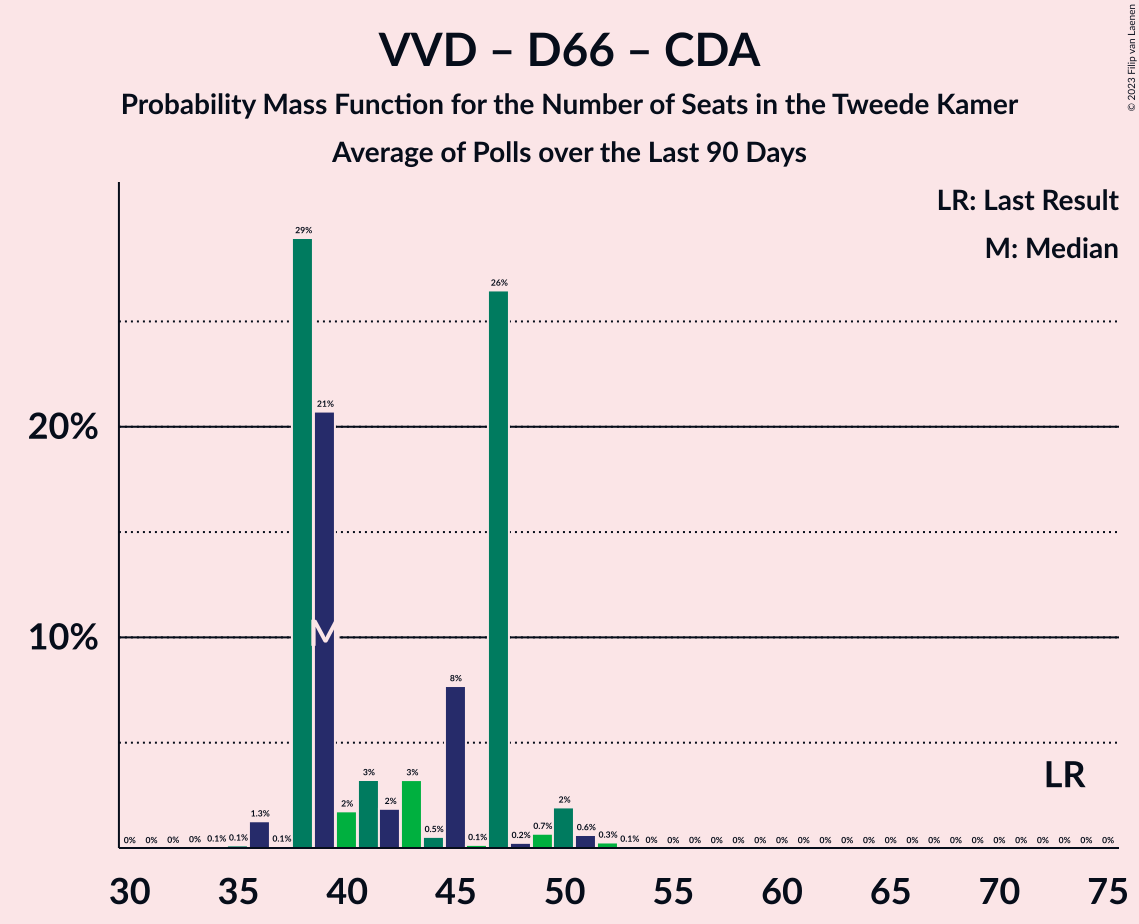 VVD – D66 – CDA
Probability Mass Function for the Number of Seats in the Tweede Kamer
Average of Polls over the Last 90 Days
© 2023 Filip van Laenen
LR: Last Result
M: Median
20%
10%
0% 0% 0% 0% 0.1% 0.1% 1.3% 0.1% 29% 21% 2% 3% 2% 3% 0.5% 8% 0.1% 26% 0.2% 0.7% 2% 0.6% 0.3% 0.1% 0% 0% 0% 0% 0% 0% 0% 0% 0% 0% 0% 0% 0% 0% 0% 0% 0% 0% 0% 0% 0% 0%
M
LR
30 35 40 45 50 55 60 65 70 75